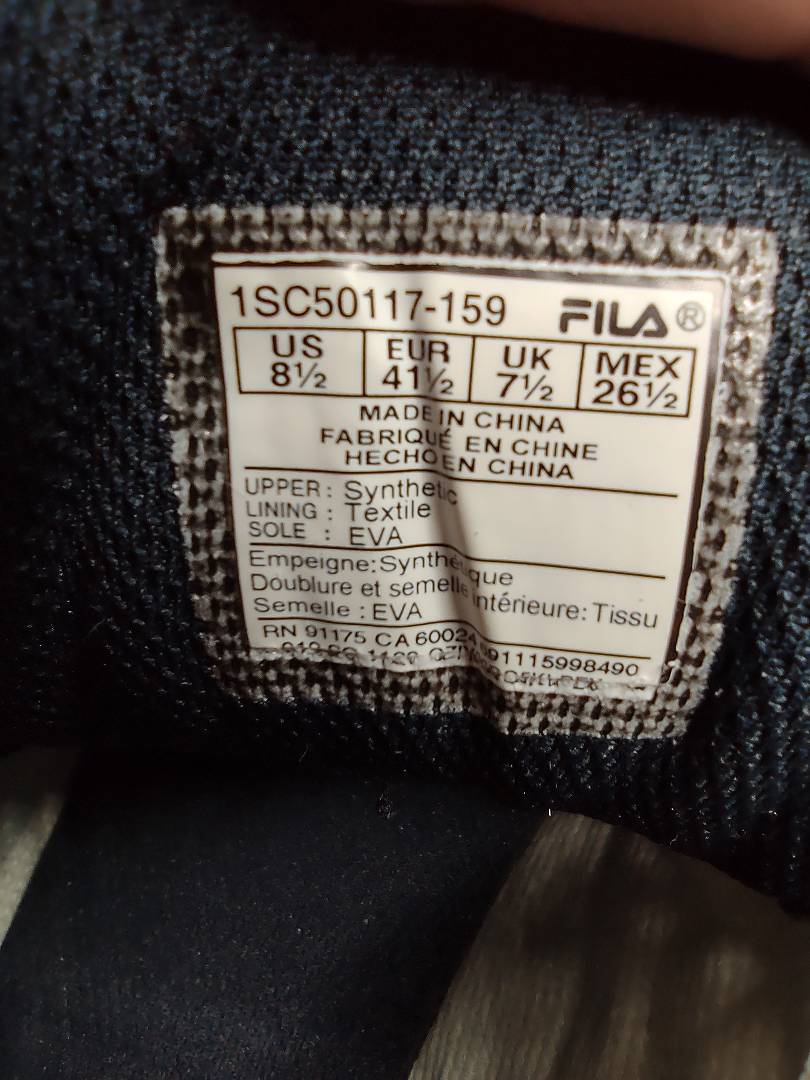 1SC50117-159 FILA®
US EUR UK MEX
8½ 41½ 7½ 26½
MADE IN CHINA
FABRIQUÉ EN CHINE
HECHO EN CHINA
UPPER : Synthetic
LINING : Textile
SOLE : EVA
Empeigne: Synthétique
Doublure et semelle intérieure: Tissu
Semelle : EVA
RN 91175 CA 60024